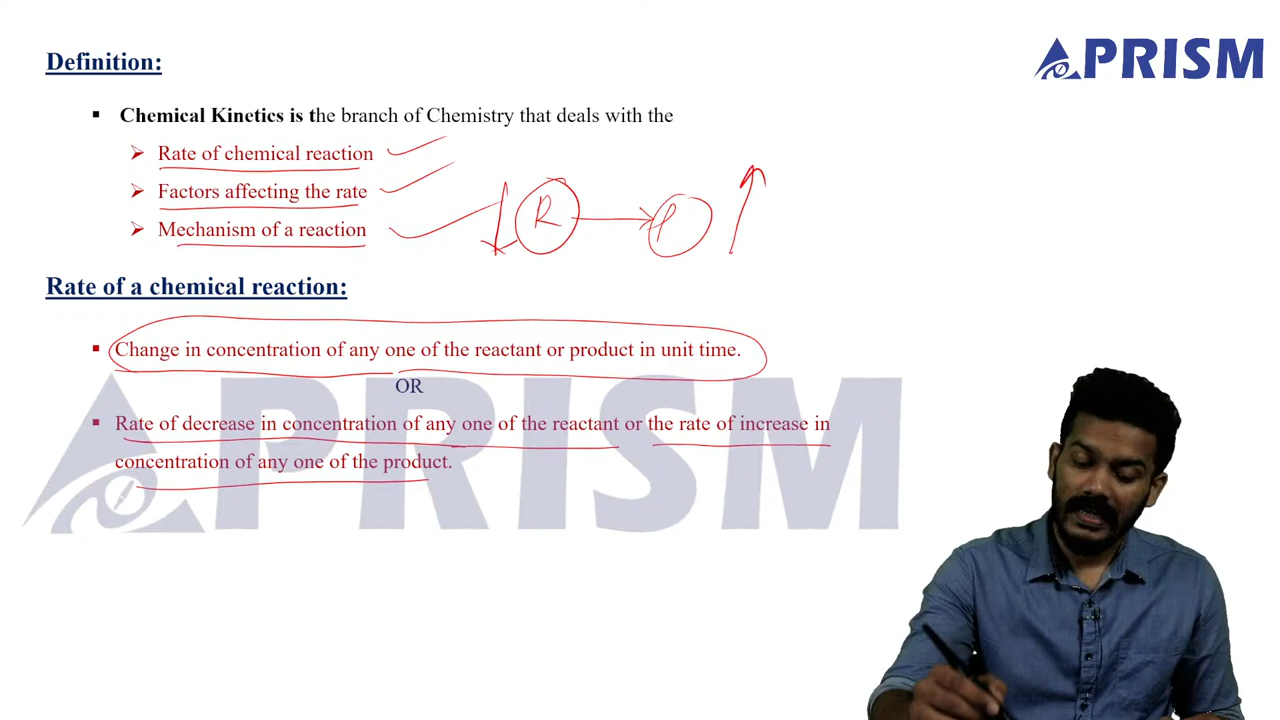 Definition:
PRISM
▪ Chemical Kinetics is the branch of Chemistry that deals with the
➢ Rate of chemical reaction
➢ Factors affecting the rate
➢ Mechanism of a reaction
R → P
Rate of a chemical reaction:
▪ Change in concentration of any one of the reactant or product in unit time.
OR
▪ Rate of decrease in concentration of any one of the reactant or the rate of increase in
concentration of any one of the product.
PRISM